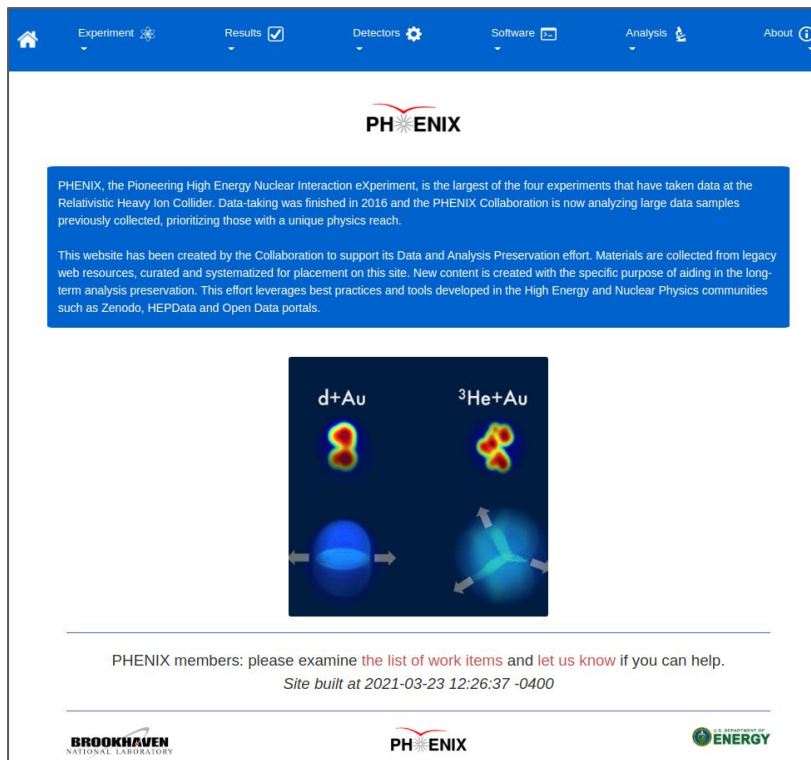 Experiment
Results
Detectors
Software
Analysis
About
PHENIX
PHENIX, the Pioneering High Energy Nuclear Interaction eXperiment, is the largest of the four experiments that have taken data at the
Relativistic Heavy Ion Collider. Data-taking was finished in 2016 and the PHENIX Collaboration is now analyzing large data samples
previously collected, prioritizing those with a unique physics reach.
This website has been created by the Collaboration to support its Data and Analysis Preservation effort. Materials are collected from legacy
web resources, curated and systematized for placement on this site. New content is created with the specific purpose of aiding in the long-
term analysis preservation. This effort leverages best practices and tools developed in the High Energy and Nuclear Physics communities
such as Zenodo, HEPData and Open Data portals.
d+Au
³He+Au
PHENIX members: please examine the list of work items and let us know if you can help.
Site built at 2021-03-23 12:26:37 -0400
BROOKHAVEN
NATIONAL LABORATORY
PHENIX
U.S. DEPARTMENT OF
ENERGY